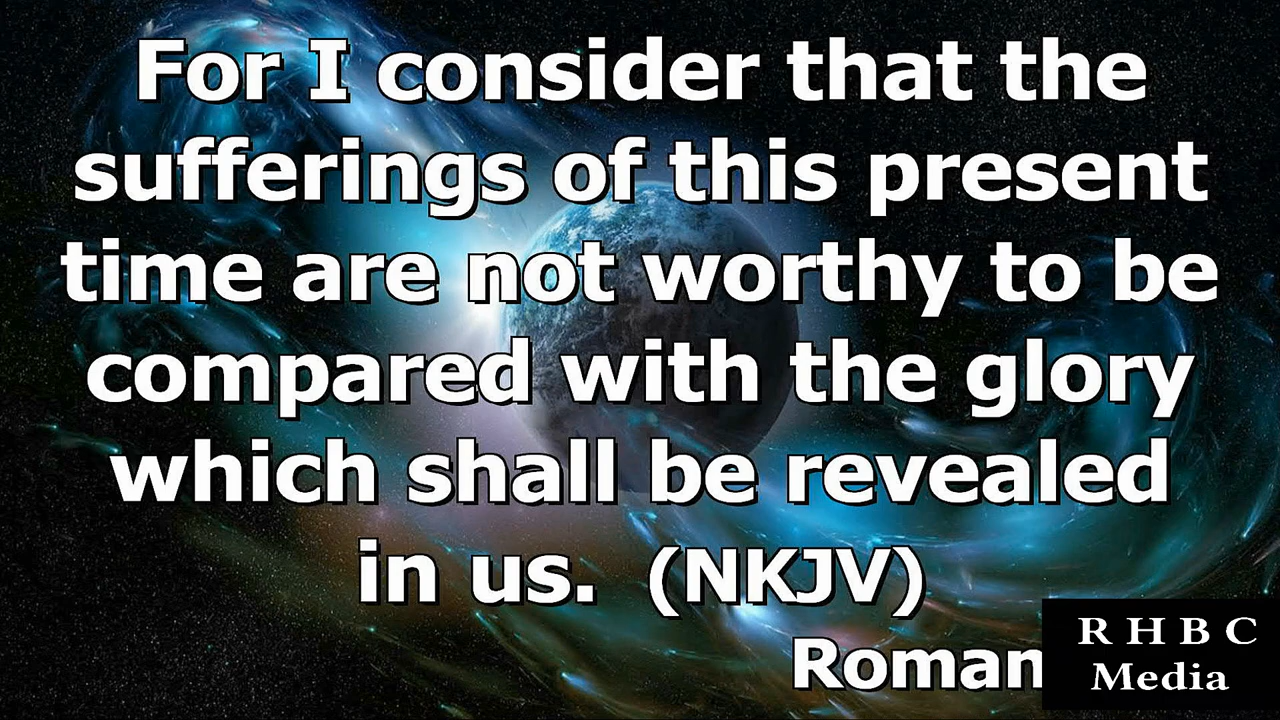 For I consider that the
sufferings of this present
time are not worthy to be
compared with the glory
which shall be revealed
in us. (NKJV)
Roman
R H B C
Media